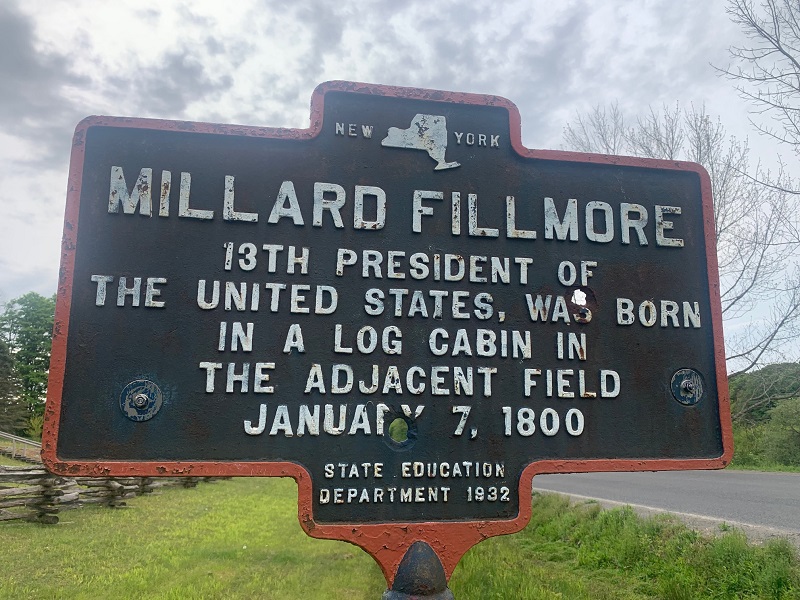 NEW YORK
MILLARD FILLMORE
13TH PRESIDENT OF
THE UNITED STATES, WAS BORN
IN A LOG CABIN IN
THE ADJACENT FIELD
JANUARY 7, 1800
STATE EDUCATION
DEPARTMENT 1932